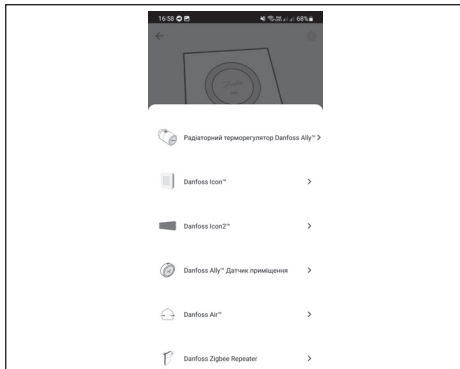 16:58 68%
Danfoss
Радіаторний терморегулятор Danfoss Ally™
Danfoss Icon™
Danfoss Icon2™
Danfoss Ally™ Датчик приміщення
Danfoss Air™
Danfoss Zigbee Repeater